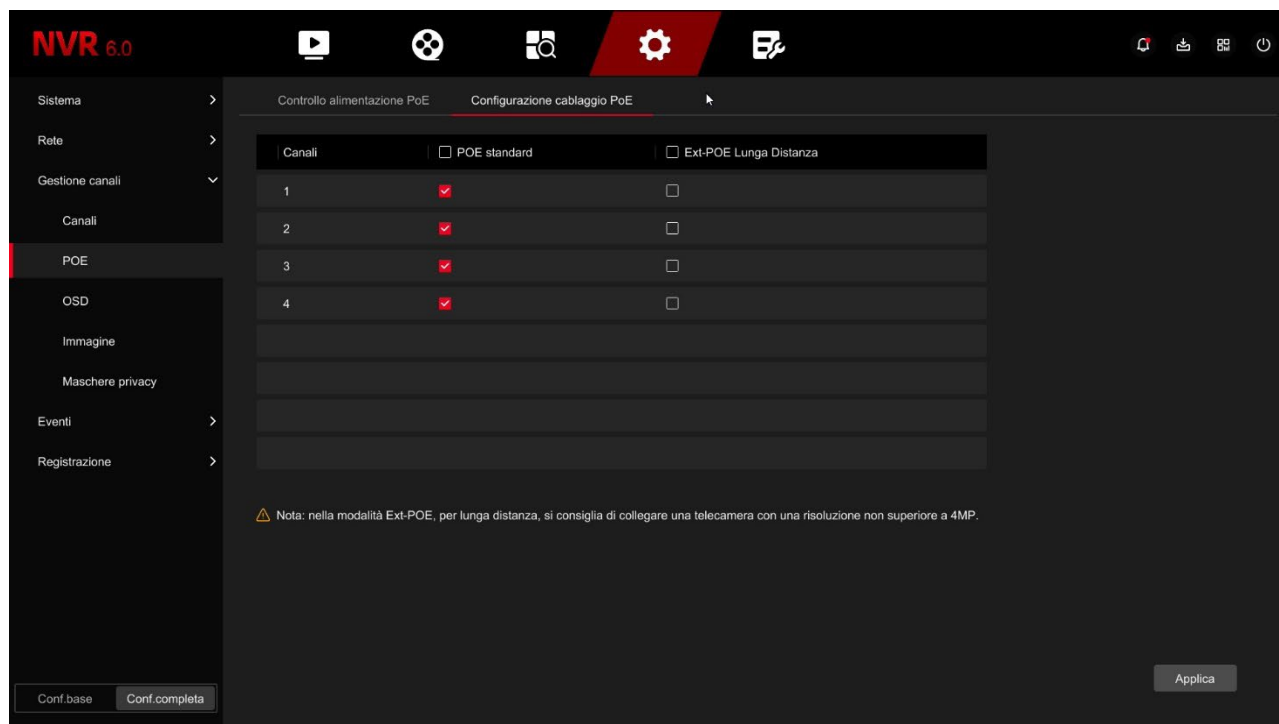 NVR 6.0
Sistema
Controllo alimentazione PoE
Configurazione cablaggio PoE
Rete
Canali
POE standard
Ext-POE Lunga Distanza
Gestione canali
1
Canali
2
POE
3
OSD
4
Immagine
Maschere privacy
Eventi
Registrazione
Nota: nella modalità Ext-POE, per lunga distanza, si consiglia di collegare una telecamera con una risoluzione non superiore a 4MP.
Applica
Conf.base
Conf.completa